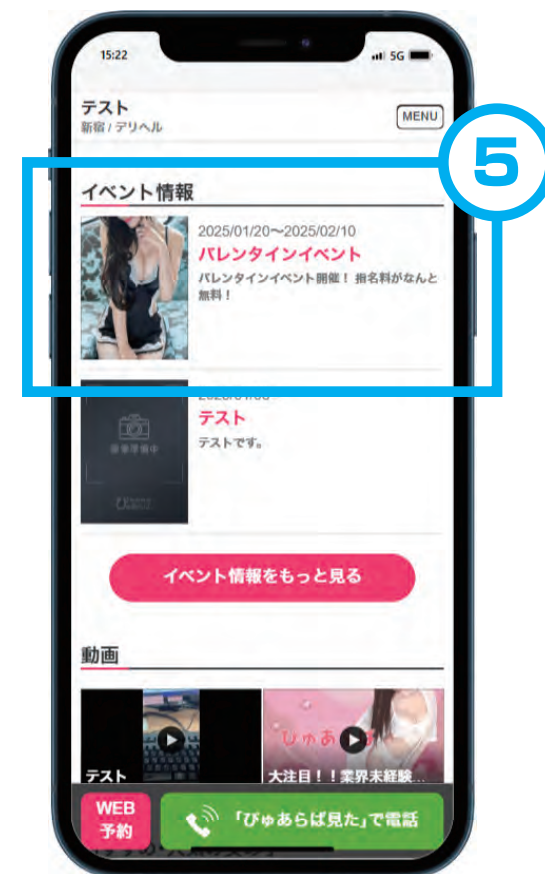 15:22
5G
テスト
新宿 / デリヘル
MENU
5
イベント情報
2025/01/20〜2025/02/10
バレンタインイベント
バレンタインイベント開催！ 指名料がなんと
無料！
テスト
テストです。
画像準備中
イベント情報をもっと見る
動画
テスト
大注目！！業界未経験...
WEB
予約
「ぴゅあらば見た」で電話